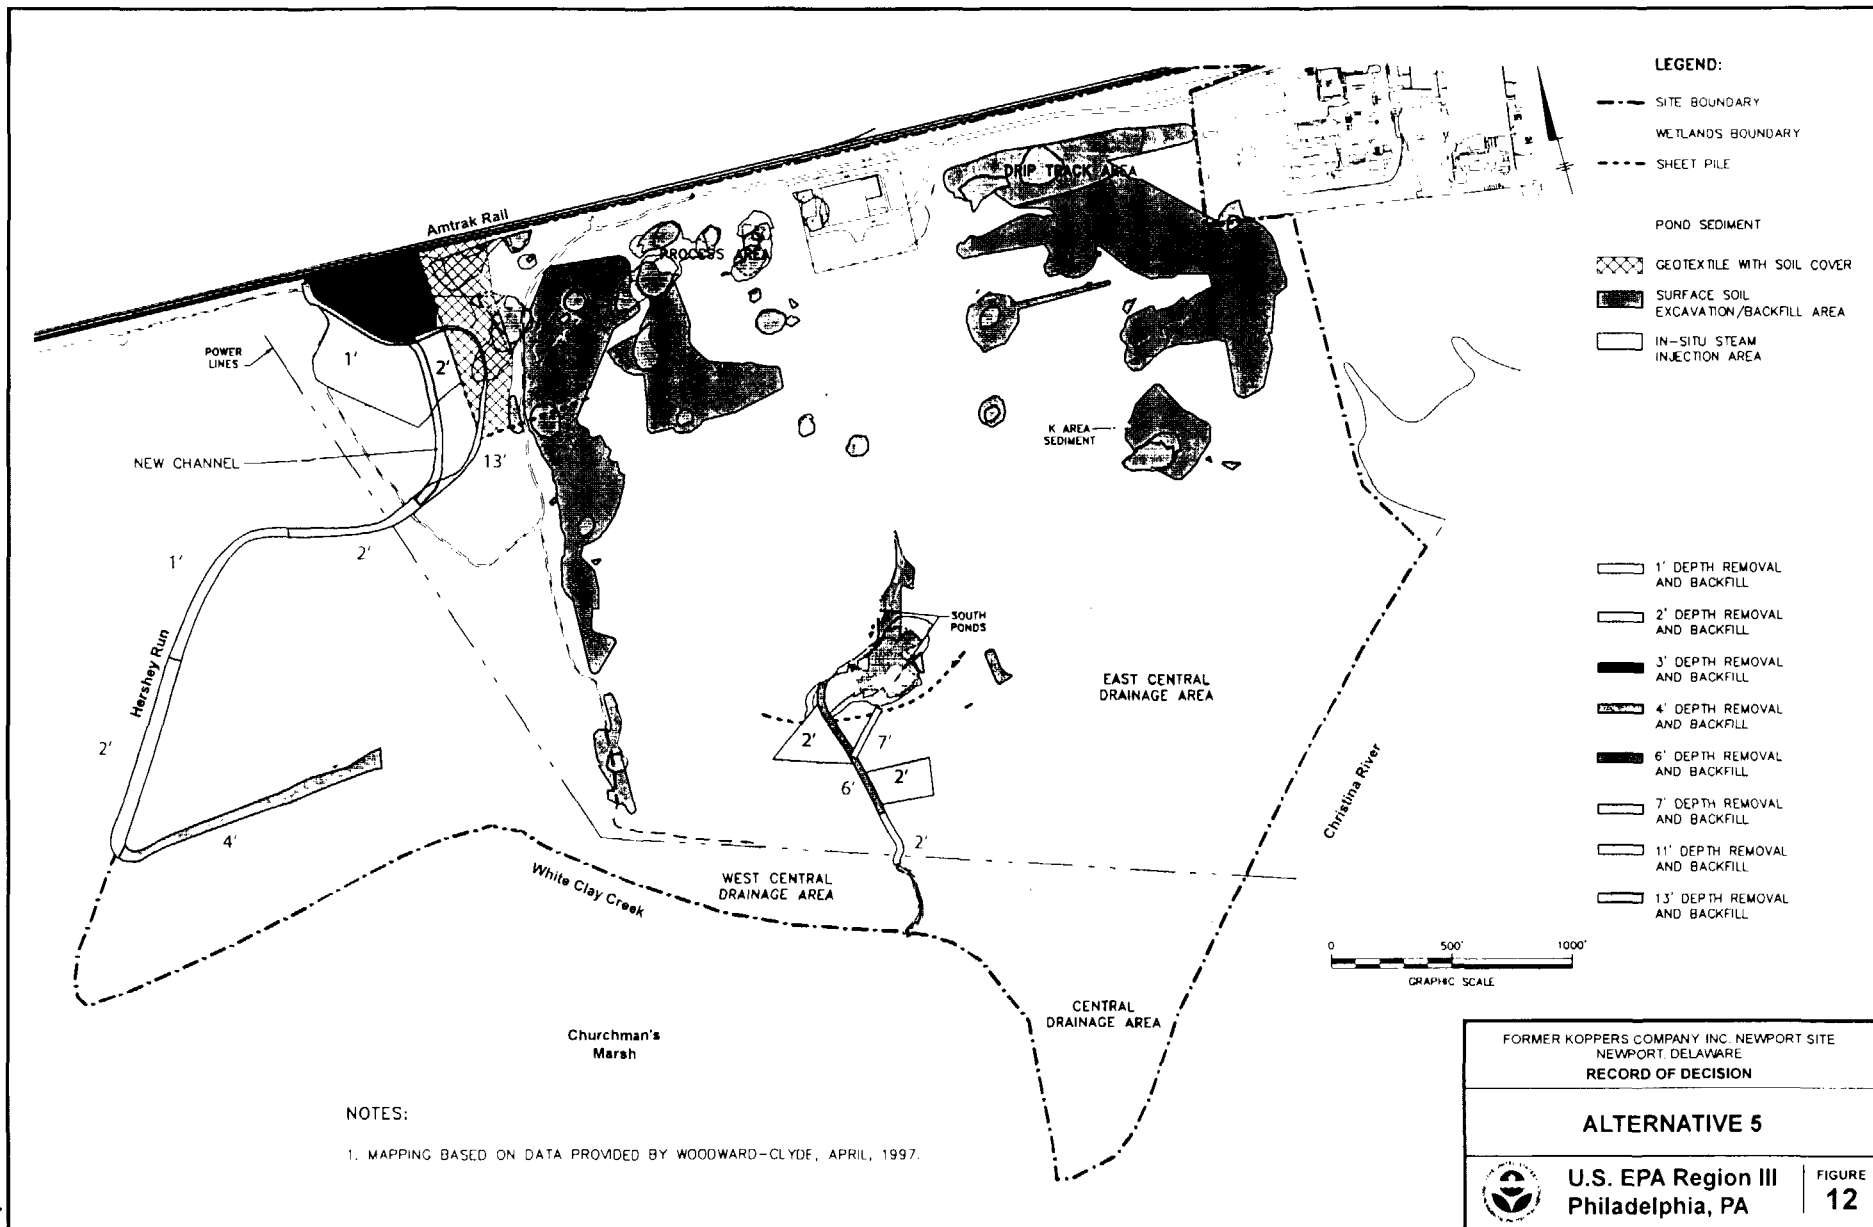 LEGEND:
SITE BOUNDARY
WETLANDS BOUNDARY
SHEET PILE
POND SEDIMENT
GEOTEXTILE WITH SOIL COVER
SURFACE SOIL
EXCAVATION/BACKFILL AREA
IN-SITU STEAM
INJECTION AREA
DRIP TRACK AREA
Amtrak Rail
PROCESS AREA
POWER
LINES
1'
2'
K AREA
SEDIMENT
NEW CHANNEL
13'
1'
2'
Hershey Run
2'
4'
SOUTH
PONDS
EAST CENTRAL
DRAINAGE AREA
2'
7'
6'
2'
2'
Christina River
White Clay Creek
WEST CENTRAL
DRAINAGE AREA
CENTRAL
DRAINAGE AREA
Churchman's
Marsh
1' DEPTH REMOVAL
AND BACKFILL
2' DEPTH REMOVAL
AND BACKFILL
3' DEPTH REMOVAL
AND BACKFILL
4' DEPTH REMOVAL
AND BACKFILL
6' DEPTH REMOVAL
AND BACKFILL
7' DEPTH REMOVAL
AND BACKFILL
11' DEPTH REMOVAL
AND BACKFILL
13' DEPTH REMOVAL
AND BACKFILL
0 500' 1000'
GRAPHIC SCALE
NOTES:
1. MAPPING BASED ON DATA PROVIDED BY WOODWARD-CLYDE, APRIL, 1997.
FORMER KOPPERS COMPANY INC. NEWPORT SITE
NEWPORT, DELAWARE
RECORD OF DECISION
ALTERNATIVE 5
U.S. EPA Region III
Philadelphia, PA
FIGURE
12